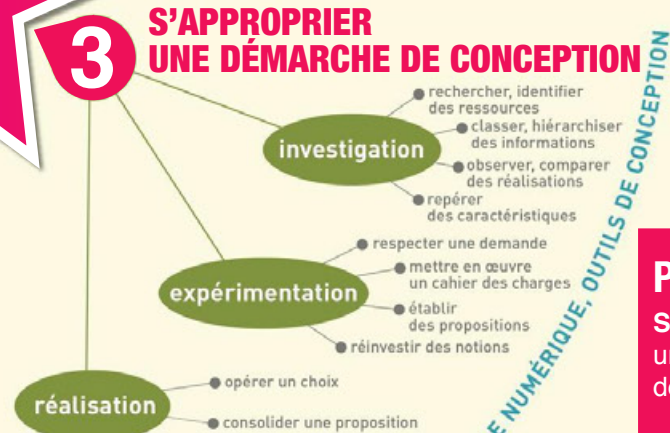 3
S'APPROPRIER
UNE DÉMARCHE DE CONCEPTION
investigation
rechercher, identifier
des ressources
classer, hiérarchiser
des informations
observer, comparer
des réalisations
repérer
des caractéristiques
expérimentation
respecter une demande
mettre en œuvre
un cahier des charges
établir
des propositions
réinvestir des notions
réalisation
opérer un choix
consolider une proposition
NUMÉRIQUE, OUTILS DE CONCEPTION